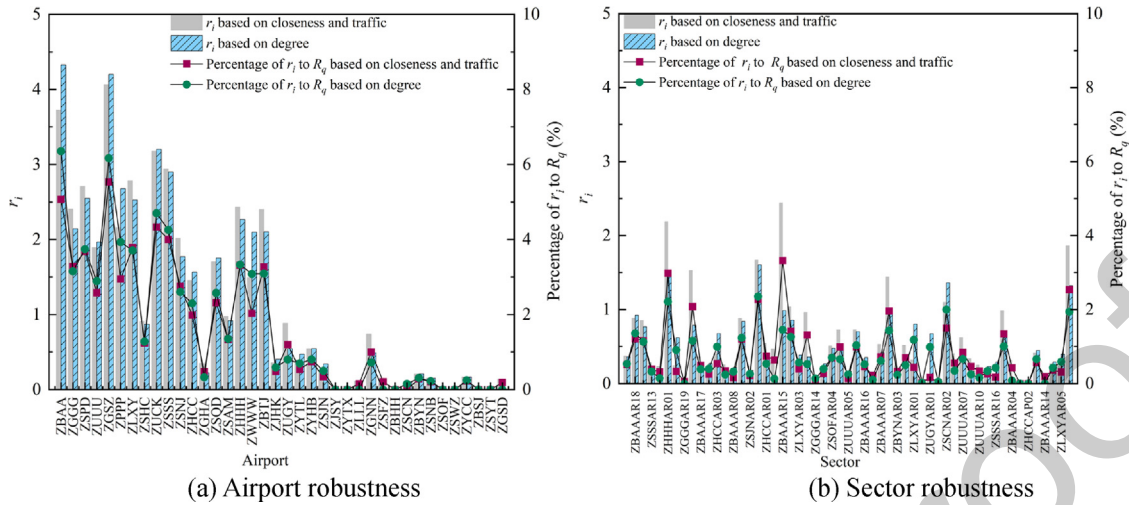 r_i based on closeness and traffic
r_i based on degree
Percentage of r_i to R_q based on closeness and traffic
Percentage of r_i to R_q based on degree
5
4
3
2
1
0
r_i
10
8
6
4
2
0
Percentage of r_i to R_q (%)
ZBAA
ZGGG
ZSPD
ZUUU
ZGSZ
ZPPP
ZLXY
ZSHC
ZUCK
ZSSS
ZSNJ
ZHCC
ZGHA
ZSQD
ZSAM
ZHHH
ZWWW
ZBTJ
ZJHK
ZUGY
ZYTL
ZYHB
ZSJN
ZJSY
ZYTX
ZLLL
ZGNN
ZSFZ
ZBHH
ZSCN
ZBYN
ZSNB
ZSOF
ZSWZ
ZYCC
ZBSJ
ZSYT
ZGSD
Airport
(a) Airport robustness
r_i based on closeness and traffic
r_i based on degree
Percentage of r_i to R_q based on closeness and traffic
Percentage of r_i to R_q based on degree
5
4
3
2
1
0
r_i
10
8
6
4
2
0
Percentage of r_i to R_q (%)
ZBAAAR18
ZSSSAR13
ZHHHAR01
ZGGGAR19
ZBAAAR17
ZHCCAR03
ZBAAAR08
ZSJNAR02
ZHCCAR01
ZSSSAR15
ZLXYAR03
ZGGGAR14
ZSOFAR04
ZUUUAR05
ZBAAAR07
ZBYNAR03
ZLXYAR01
ZUGYAR01
ZSCNAR02
ZUUUAR07
ZUUUAR10
ZSSSAR16
ZBAAAR04
ZHCCAP02
ZBAAAR14
ZLXYAR05
Sector
(b) Sector robustness